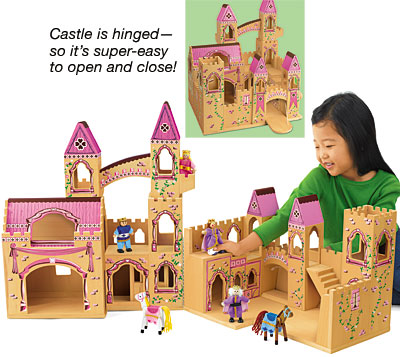 Castle is hinged—
so it's super-easy
to open and close!